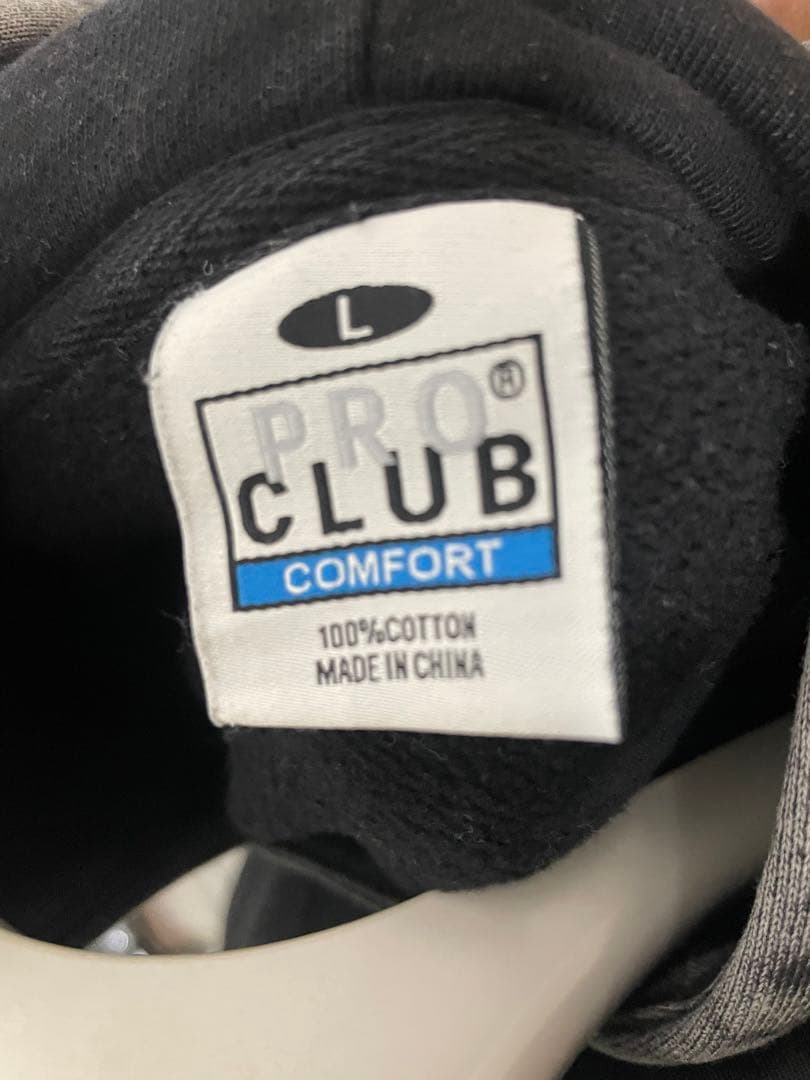 L
PRO®
CLUB
COMFORT
100%COTTON
MADE IN CHINA